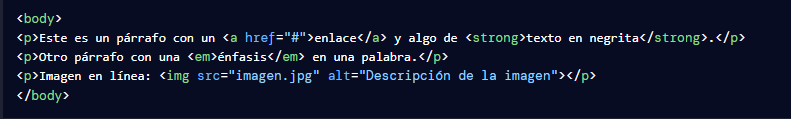 <body>
<p>Este es un párrafo con un <a href="#">enlace</a> y algo de <strong>texto en negrita</strong>.</p>
<p>Otro párrafo con una <em>énfasis</em> en una palabra.</p>
<p>Imagen en línea: <img src="imagen.jpg" alt="Descripción de la imagen"></p>
</body>